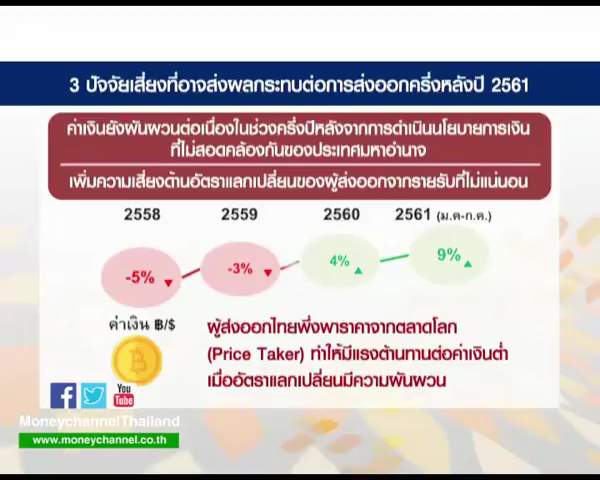 3 ปัจจัยเสี่ยงที่อาจส่งผลกระทบต่อการส่งออกครึ่งหลังปี 2561
ค่าเงินยังผันผวนต่อเนื่องในช่วงครึ่งปีหลังจากการดำเนินนโยบายการเงิน
ที่ไม่สอดคล้องกันของประเทศมหาอำนาจ
เพิ่มความเสี่ยงด้านอัตราแลกเปลี่ยนของผู้ส่งออกจากรายรับที่ไม่แน่นอน
2558 2559 2560 2561 (ม.ค-ก.ค.)
-5% -3% 4% 9%
ค่าเงิน ฿/$
ผู้ส่งออกไทยพึ่งพาราคาจากตลาดโลก
(Price Taker) ทำให้มีแรงต้านทานต่อค่าเงินต่ำ
เมื่ออัตราแลกเปลี่ยนมีความผันผวน
You
Tube
MoneychannelThailand
www.moneychannel.co.th